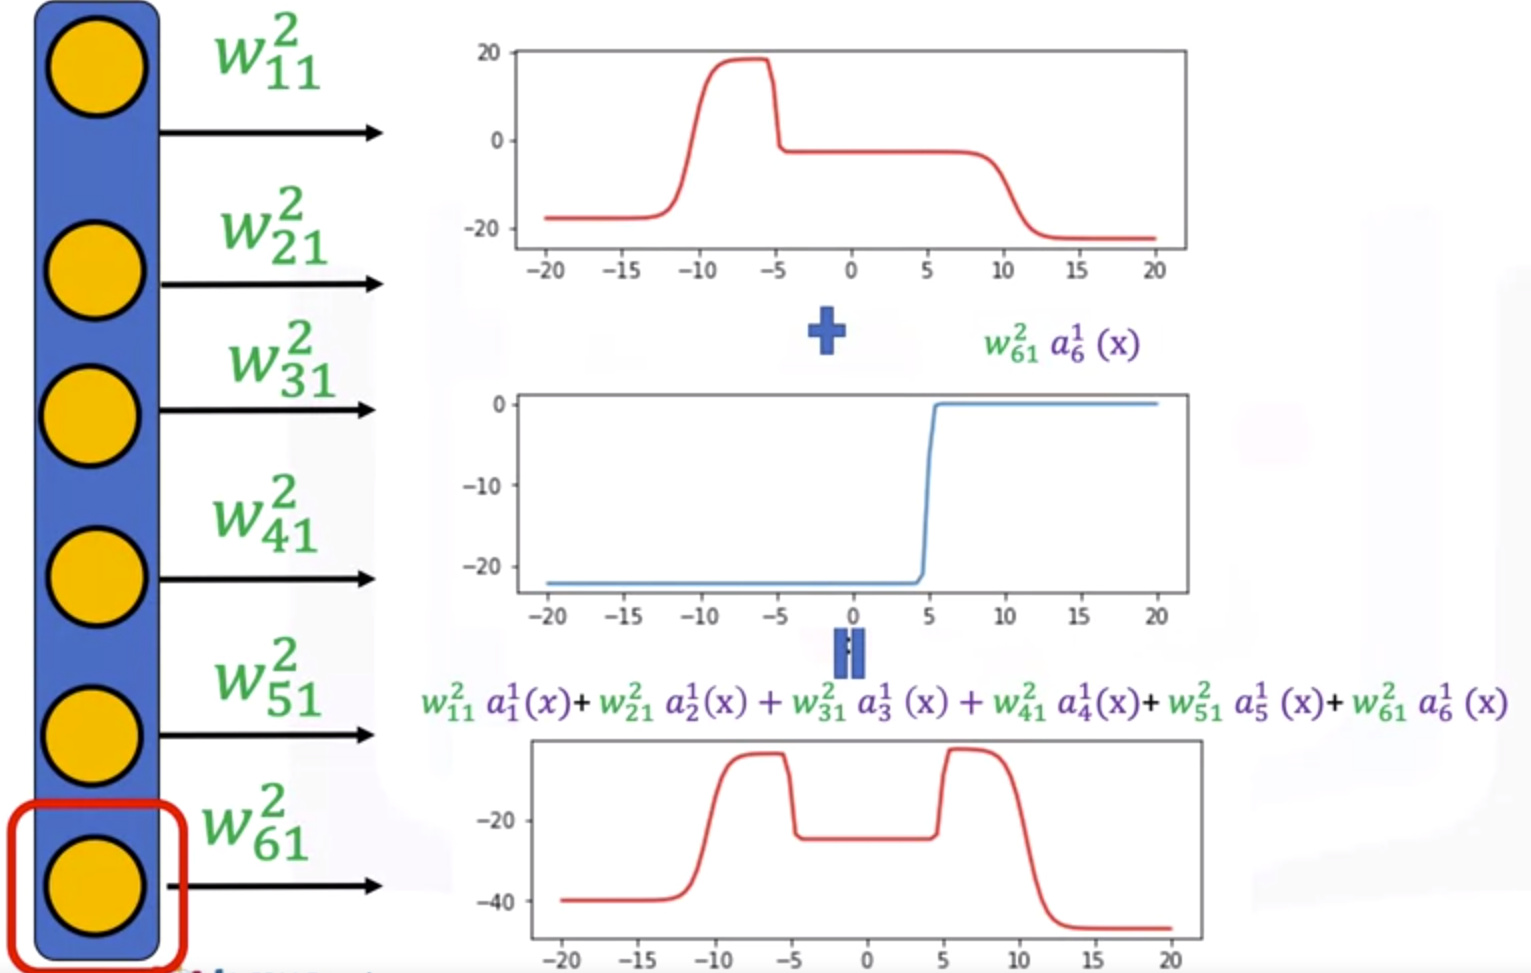 w²₁₁
w²₂₁
w²₃₁
w²₄₁
w²₅₁
w²₆₁
20
0
−20
−20 −15 −10 −5 0 5 10 15 20
w²₆₁ a¹₆ (x)
0
−10
−20
−20 −15 −10 −5 0 5 10 15 20
w²₁₁ a¹₁(x)+ w²₂₁ a¹₂(x) + w²₃₁ a¹₃ (x) + w²₄₁ a¹₄(x)+ w²₅₁ a¹₅ (x)+ w²₆₁ a¹₆ (x)
−20
−40
−20 −15 −10 −5 0 5 10 15 20